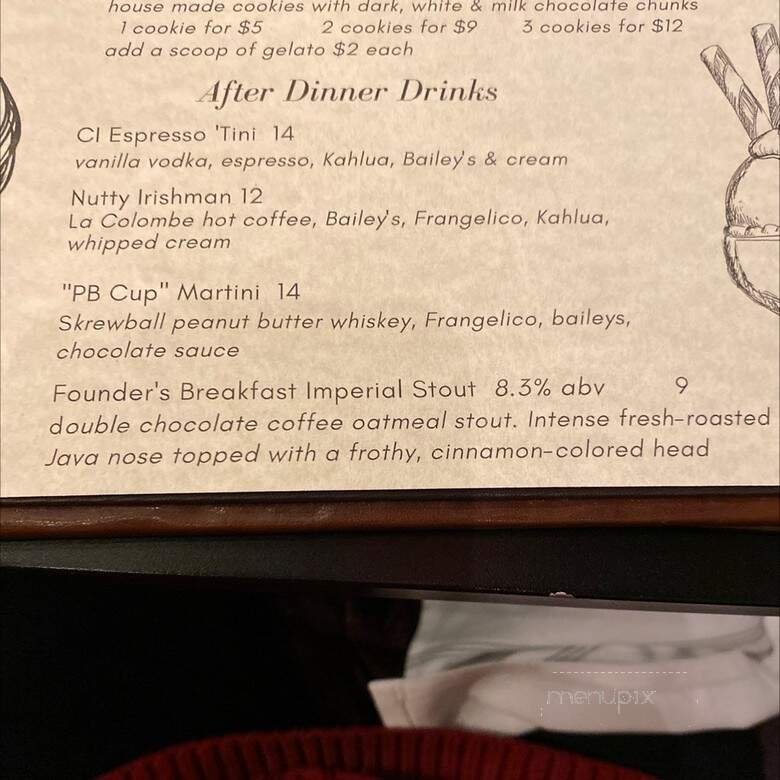 house made cookies with dark, white & milk chocolate chunks
1 cookie for $5 2 cookies for $9 3 cookies for $12
add a scoop of gelato $2 each
After Dinner Drinks
CI Espresso 'Tini 14
vanilla vodka, espresso, Kahlua, Bailey's & cream
Nutty Irishman 12
La Colombe hot coffee, Bailey's, Frangelico, Kahlua,
whipped cream
"PB Cup" Martini 14
Skrewball peanut butter whiskey, Frangelico, baileys,
chocolate sauce
Founder's Breakfast Imperial Stout 8.3% abv 9
double chocolate coffee oatmeal stout. Intense fresh-roasted
Java nose topped with a frothy, cinnamon-colored head
menupix